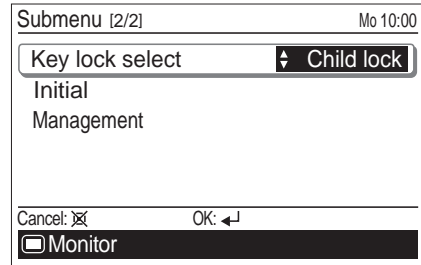 Submenu [2/2] Mo 10:00
Key lock select Child lock
Initial
Management
Cancel: OK:
Monitor